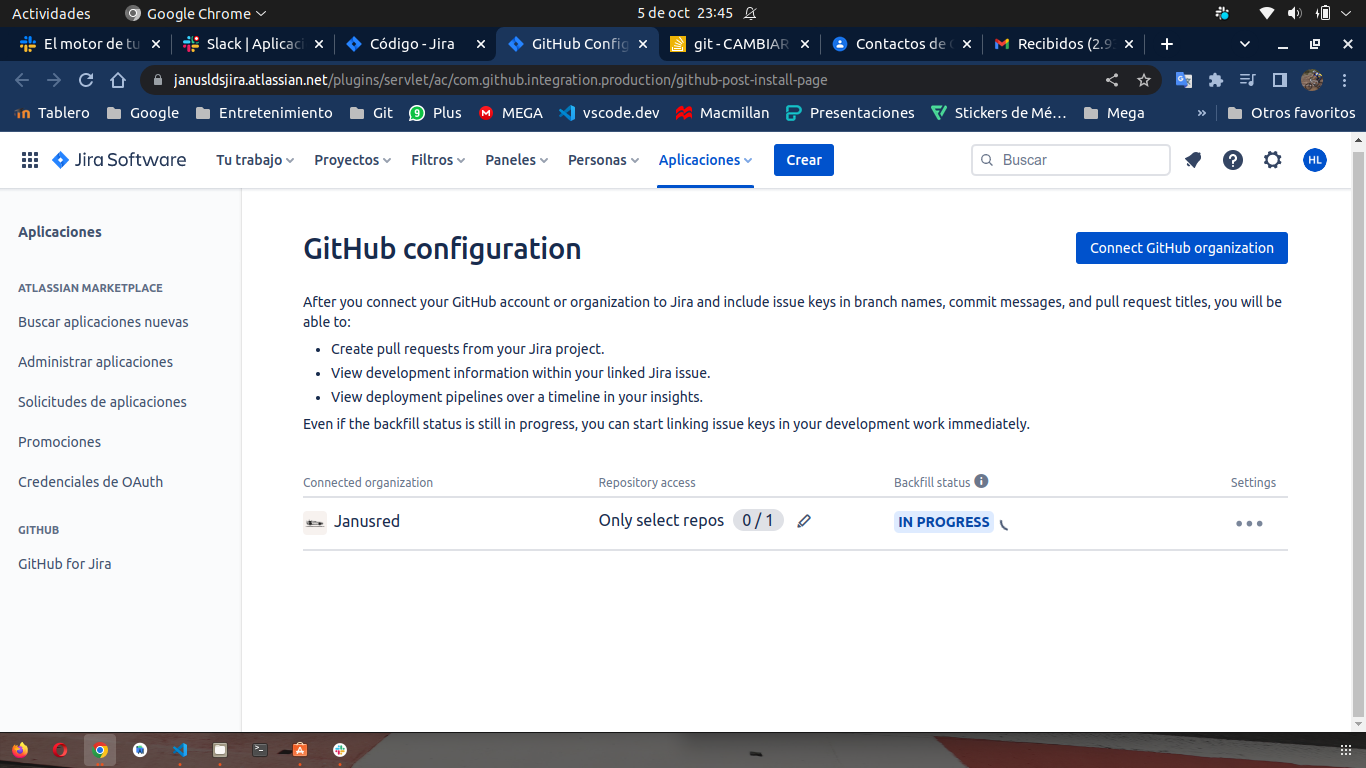 Actividades Google Chrome 5 de oct 23:45
El motor de tu Slack | Aplicaci Código - Jira GitHub Config git - CAMBIAR Contactos de Recibidos (2.9
janusldsjira.atlassian.net/plugins/servlet/ac/com.github.integration.production/github-post-install-page
Tablero Google Entretenimiento Git 9 Plus MEGA vscode.dev Macmillan Presentaciones Stickers de Mé... Mega » Otros favoritos
Jira Software Tu trabajo Proyectos Filtros Paneles Personas Aplicaciones Crear Buscar HL
Aplicaciones
ATLASSIAN MARKETPLACE
Buscar aplicaciones nuevas
Administrar aplicaciones
Solicitudes de aplicaciones
Promociones
Credenciales de OAuth
GITHUB
GitHub for Jira
GitHub configuration Connect GitHub organization
After you connect your GitHub account or organization to Jira and include issue keys in branch names, commit messages, and pull request titles, you will be
able to:
• Create pull requests from your Jira project.
• View development information within your linked Jira issue.
• View deployment pipelines over a timeline in your insights.
Even if the backfill status is still in progress, you can start linking issue keys in your development work immediately.
Connected organization Repository access Backfill status Settings
Janusred Only select repos 0 / 1 IN PROGRESS